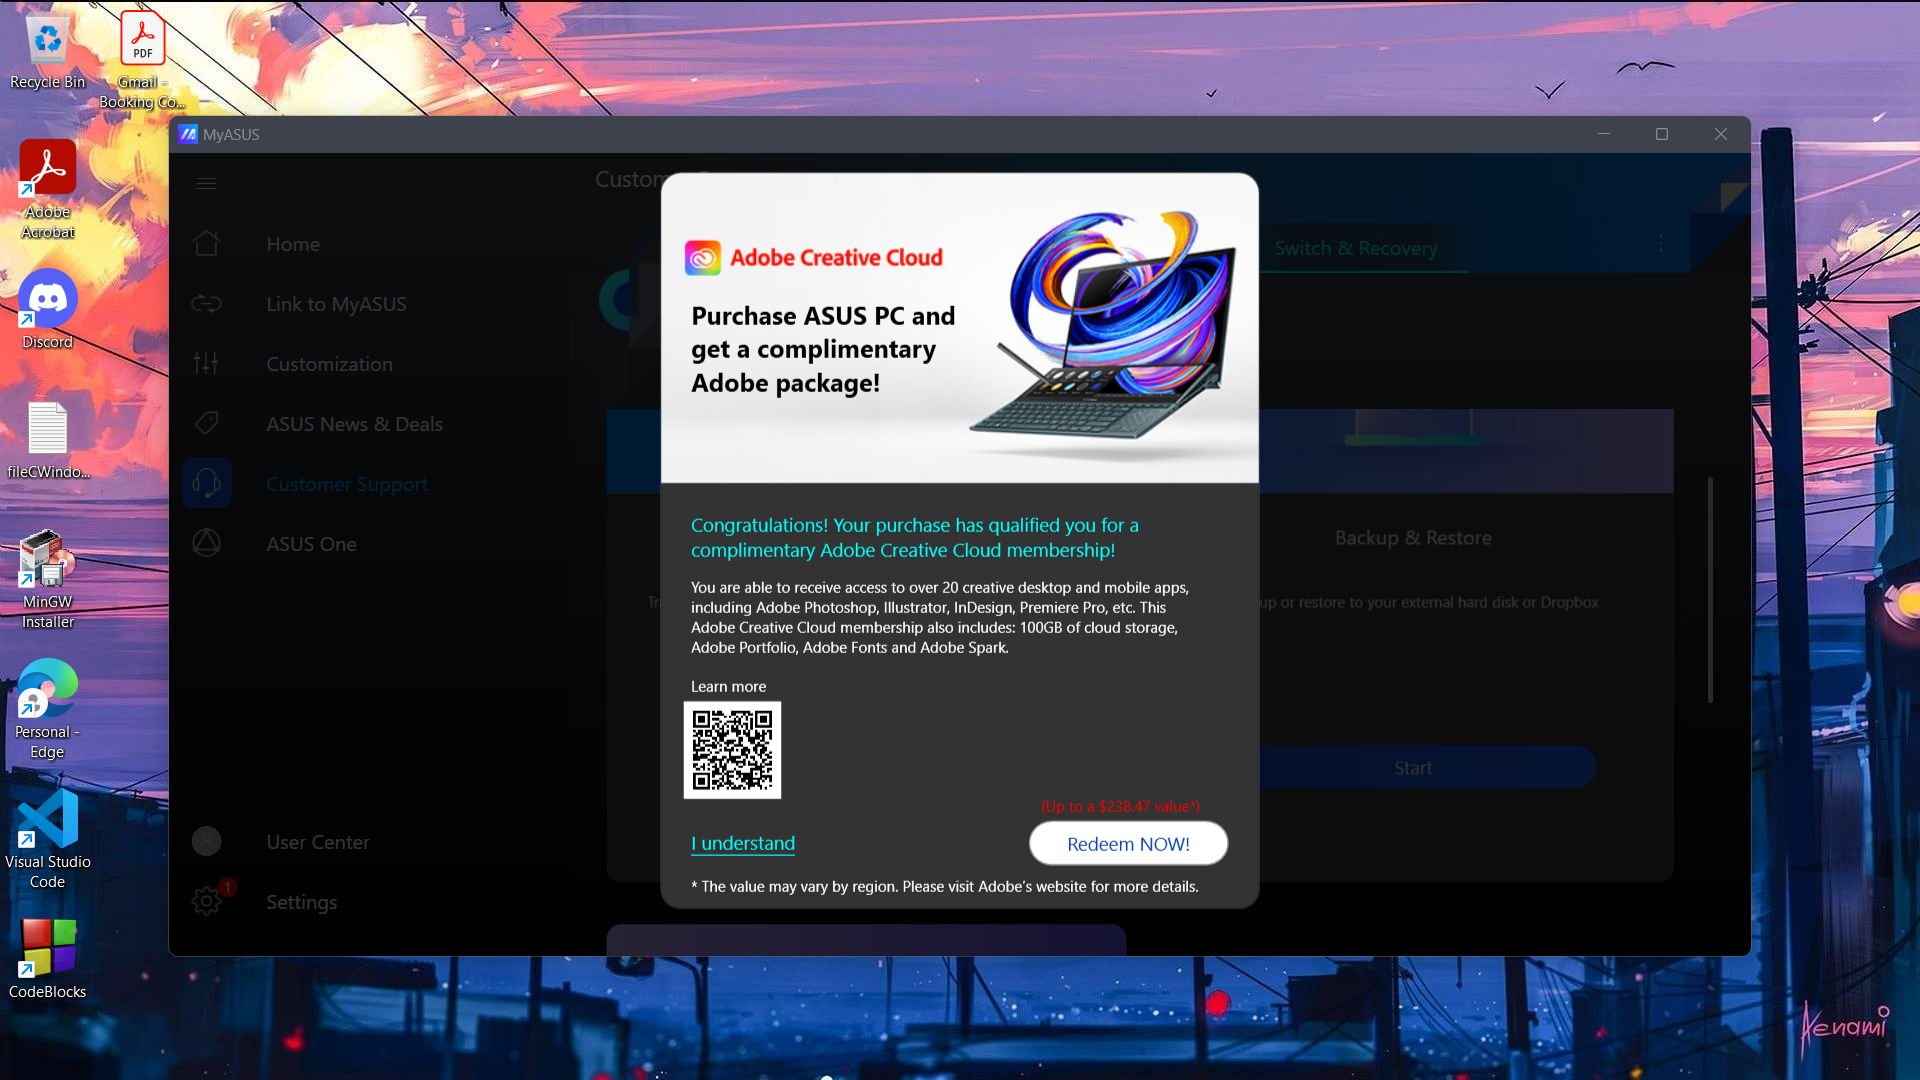 Recycle Bin
PDF
Gmail -
Booking Co...
Adobe
Acrobat
Discord
fileCWindo...
MinGW
Installer
Personal -
Edge
Visual Studio
Code
CodeBlocks
MyASUS
Home
Link to MyASUS
Customization
ASUS News & Deals
Customer Support
ASUS One
User Center
1
Settings
Switch & Recovery
Backup & Restore
up or restore to your external hard disk or Dropbox
Start
Adobe Creative Cloud
Purchase ASUS PC and
get a complimentary
Adobe package!
Congratulations! Your purchase has qualified you for a
complimentary Adobe Creative Cloud membership!
You are able to receive access to over 20 creative desktop and mobile apps,
including Adobe Photoshop, Illustrator, InDesign, Premiere Pro, etc. This
Adobe Creative Cloud membership also includes: 100GB of cloud storage,
Adobe Portfolio, Adobe Fonts and Adobe Spark.
Learn more
(Up to a $238.47 value*)
I understand
Redeem NOW!
* The value may vary by region. Please visit Adobe's website for more details.
Aenami